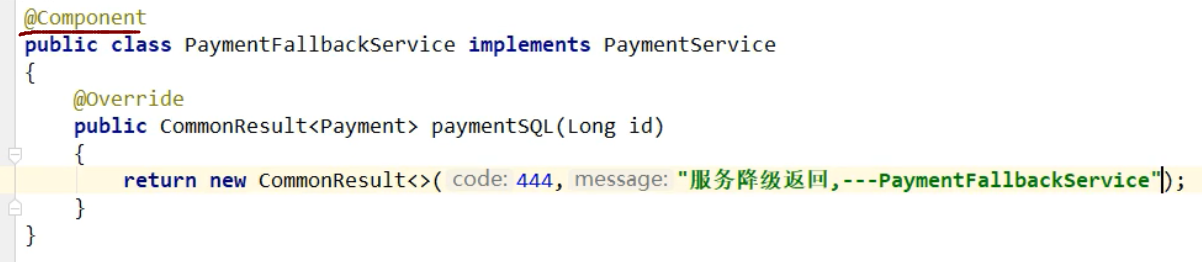 @Component
public class PaymentFallbackService implements PaymentService
{
    @Override
    public CommonResult<Payment> paymentSQL(Long id)
    {
        return new CommonResult<>( code: 444, message: "服务降级返回,---PaymentFallbackService");
    }
}